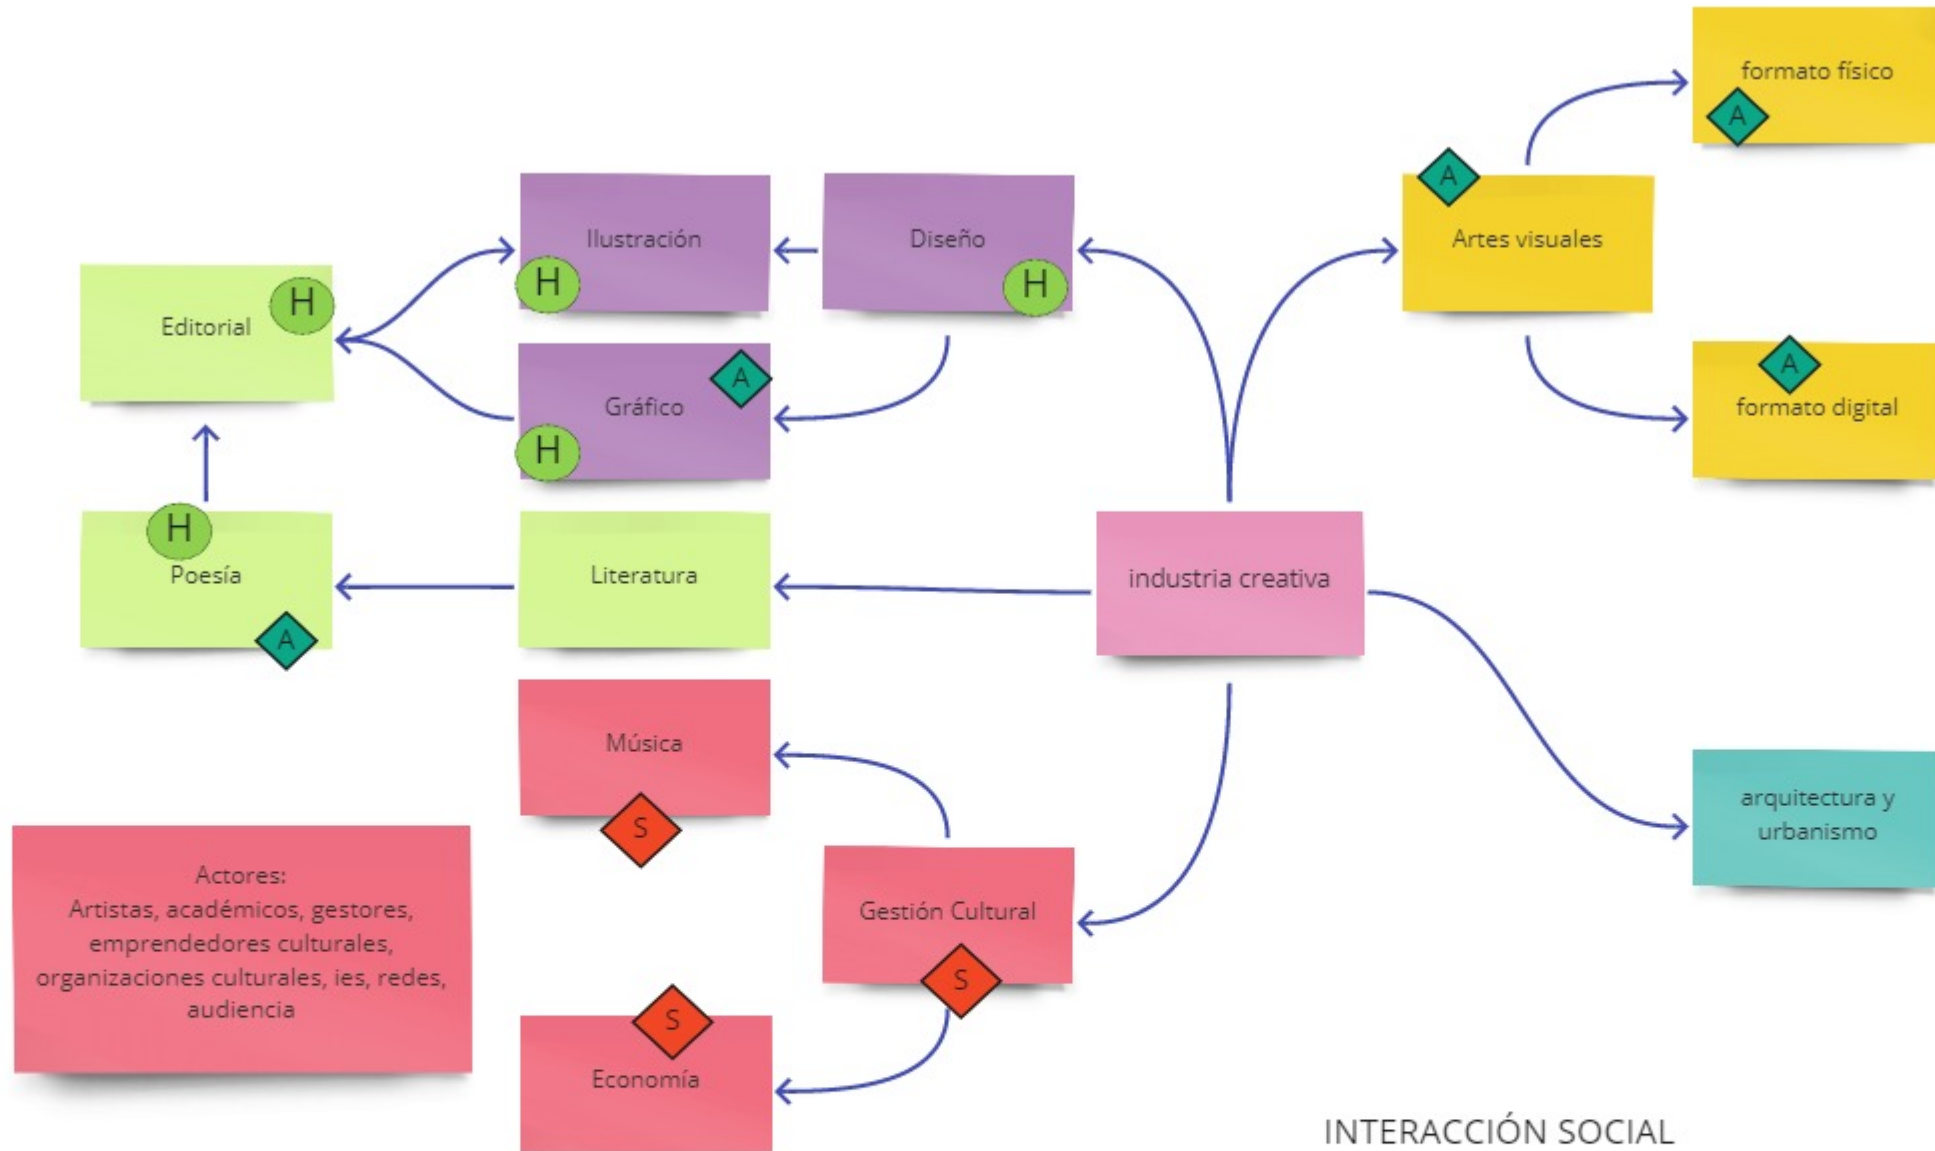 formato físico
A
A
Artes visuales
A
formato digital
Ilustración
H
Diseño
H
Editorial
H
A
Gráfico
H
H
Poesía
A
Literatura
industria creativa
Música
S
arquitectura y
urbanismo
Gestión Cultural
S
S
Economía
Actores:
Artistas, académicos, gestores,
emprendedores culturales,
organizaciones culturales, ies, redes,
audiencia
INTERACCIÓN SOCIAL